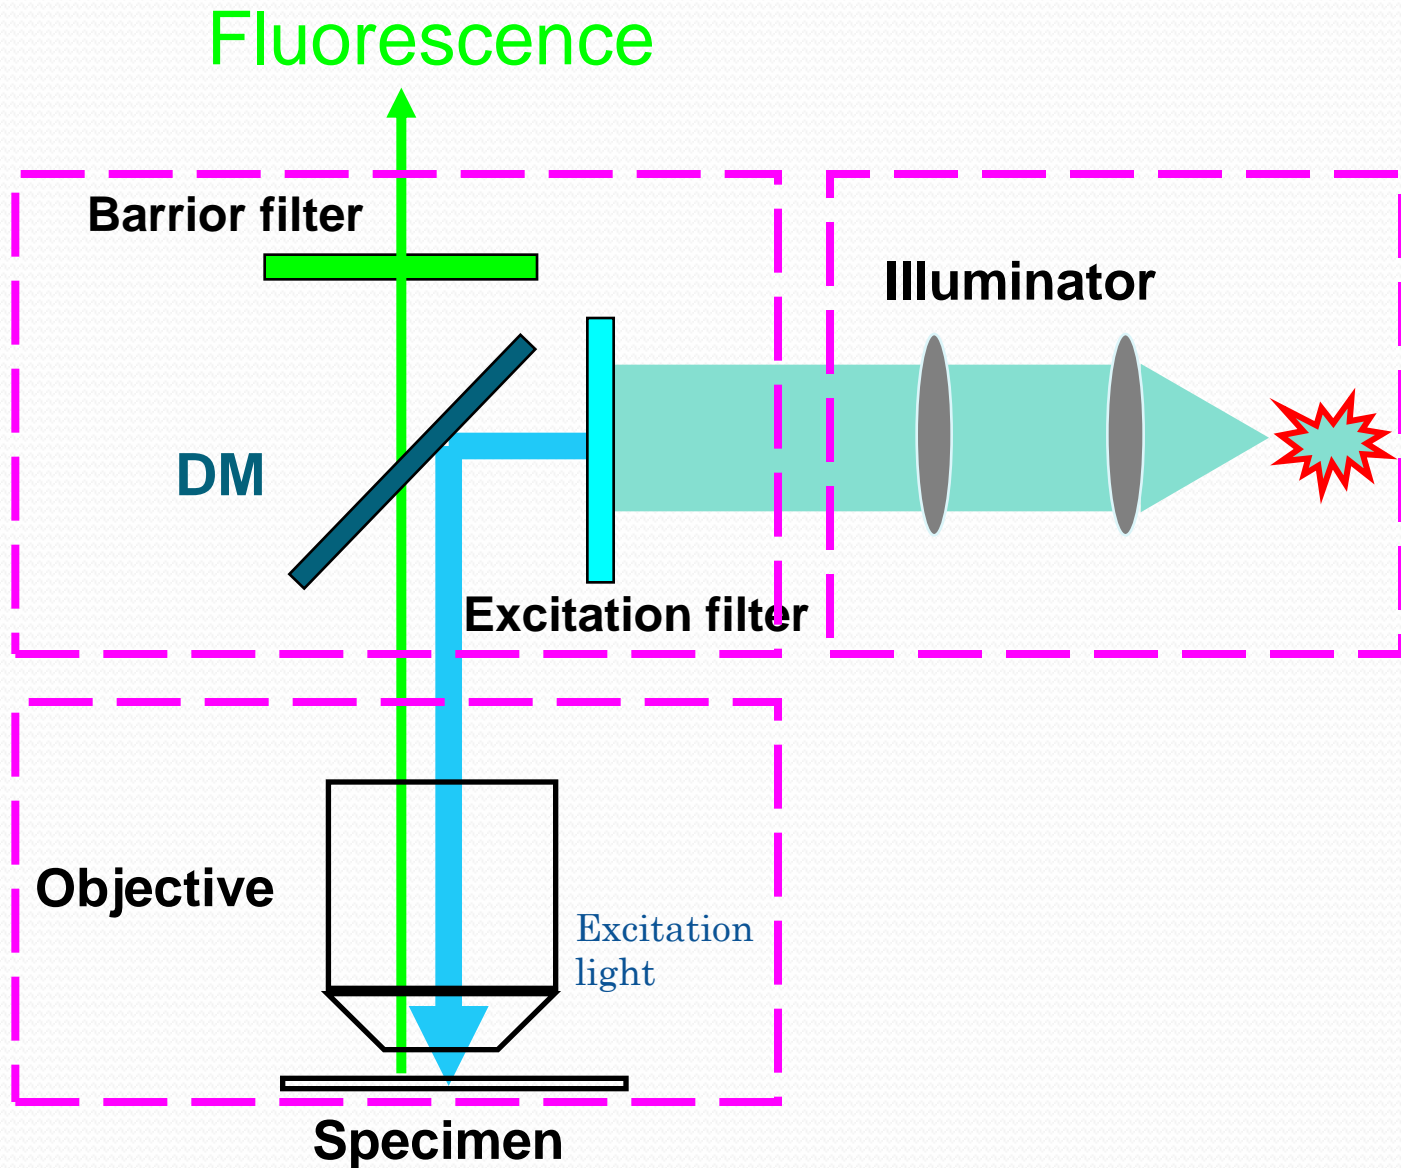 Fluorescence
Barrior filter
Illuminator
DM
Excitation filter
Objective
Excitation
light
Specimen